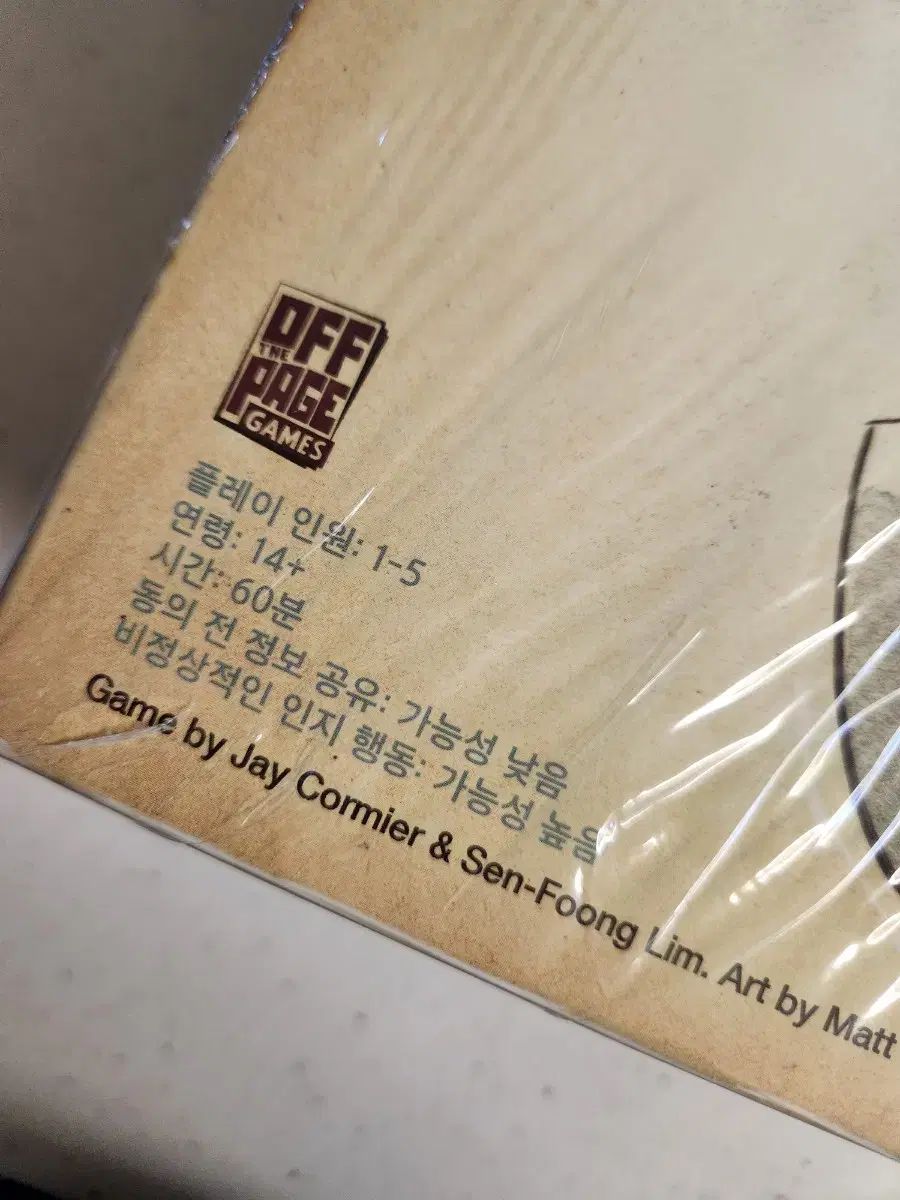 OFF
THE
PAGE
GAMES
플레이 인원: 1-5
연령: 14+
시간: 60분
동의 전 정보 공유: 가능성 낮음
비정상적인 인지 행동: 가능성 높음
Game by Jay Cormier & Sen-Foong Lim. Art by Matt